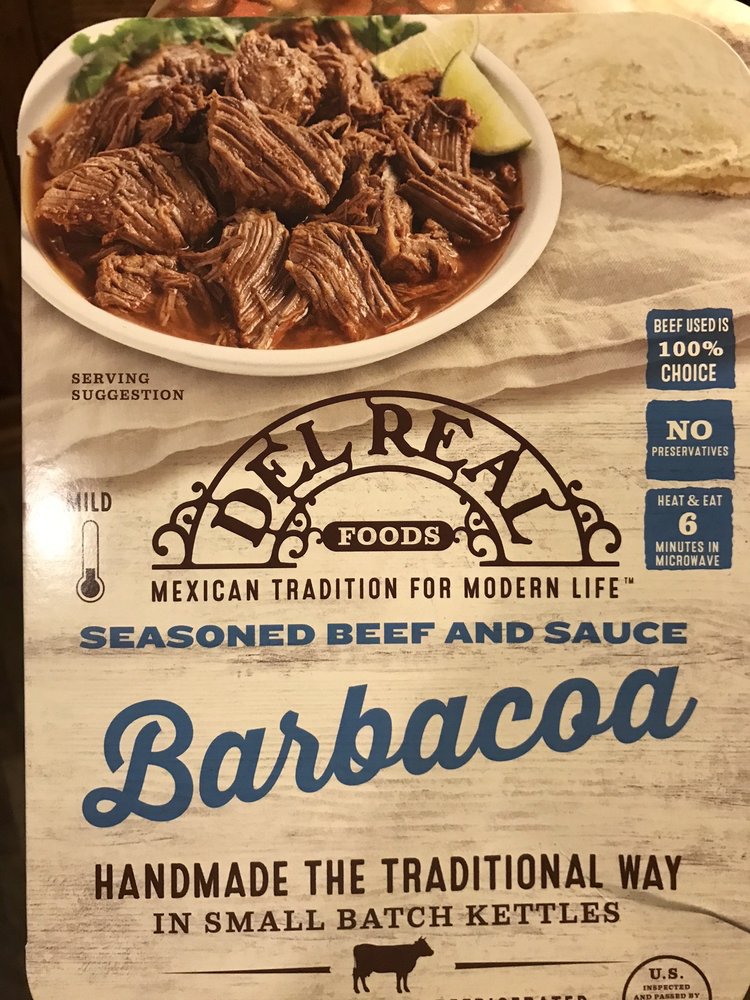 SERVING
SUGGESTION
BEEF USED IS
100%
CHOICE
NO
PRESERVATIVES
HEAT & EAT
6
MINUTES IN
MICROWAVE
MILD
DEL REAL
FOODS
MEXICAN TRADITION FOR MODERN LIFE™
SEASONED BEEF AND SAUCE
Barbacoa
HANDMADE THE TRADITIONAL WAY
IN SMALL BATCH KETTLES
U.S.
INSPECTED
AND PASSED BY